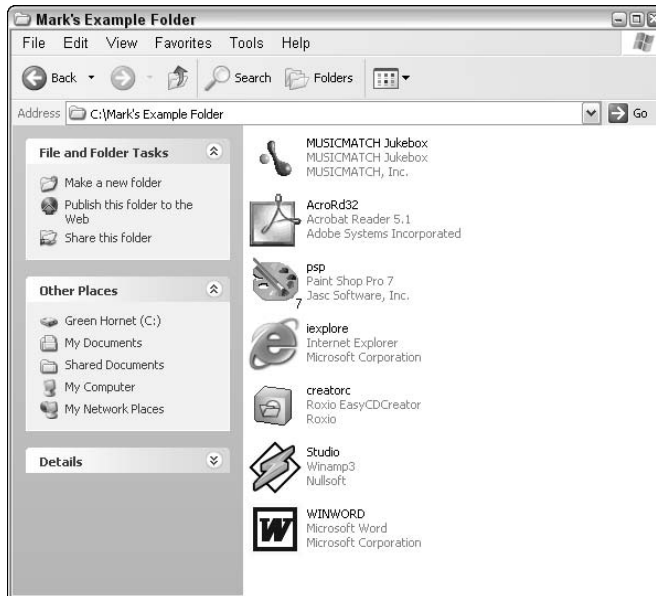 Mark's Example Folder
File Edit View Favorites Tools Help
Back Search Folders
Address C:\Mark's Example Folder Go
File and Folder Tasks
Make a new folder
Publish this folder to the
Web
Share this folder
Other Places
Green Hornet (C:)
My Documents
Shared Documents
My Computer
My Network Places
Details
MUSICMATCH Jukebox
MUSICMATCH Jukebox
MUSICMATCH, Inc.
AcroRd32
Acrobat Reader 5.1
Adobe Systems Incorporated
psp
Paint Shop Pro 7
Jasc Software, Inc.
7
iexplore
Internet Explorer
Microsoft Corporation
creatorc
Roxio EasyCDCreator
Roxio
Studio
Winamp3
Nullsoft
W
WINWORD
Microsoft Word
Microsoft Corporation